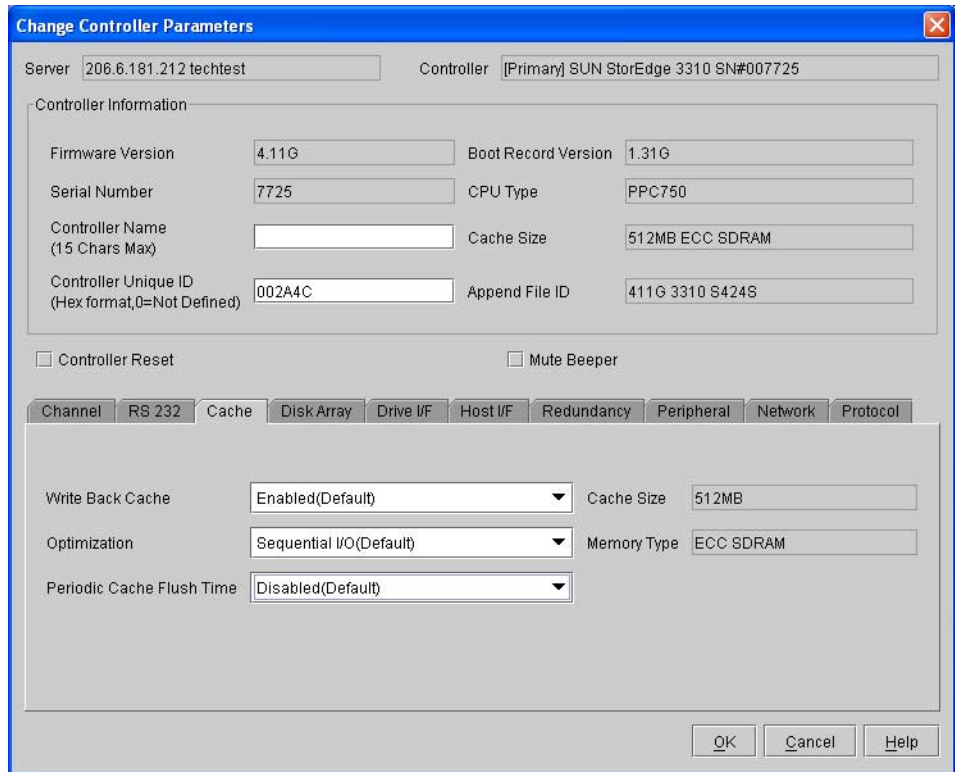 Change Controller Parameters
Server 206.6.181.212 techtest Controller [Primary] SUN StorEdge 3310 SN#007725
Controller Information
Firmware Version 4.11G Boot Record Version 1.31G
Serial Number 7725 CPU Type PPC750
Controller Name
(15 Chars Max) Cache Size 512MB ECC SDRAM
Controller Unique ID
(Hex format,0=Not Defined) 002A4C Append File ID 411G 3310 S424S
Controller Reset Mute Beeper
Channel RS 232 Cache Disk Array Drive I/F Host I/F Redundancy Peripheral Network Protocol
Write Back Cache Enabled(Default) Cache Size 512MB
Optimization Sequential I/O(Default) Memory Type ECC SDRAM
Periodic Cache Flush Time Disabled(Default)
OK Cancel Help